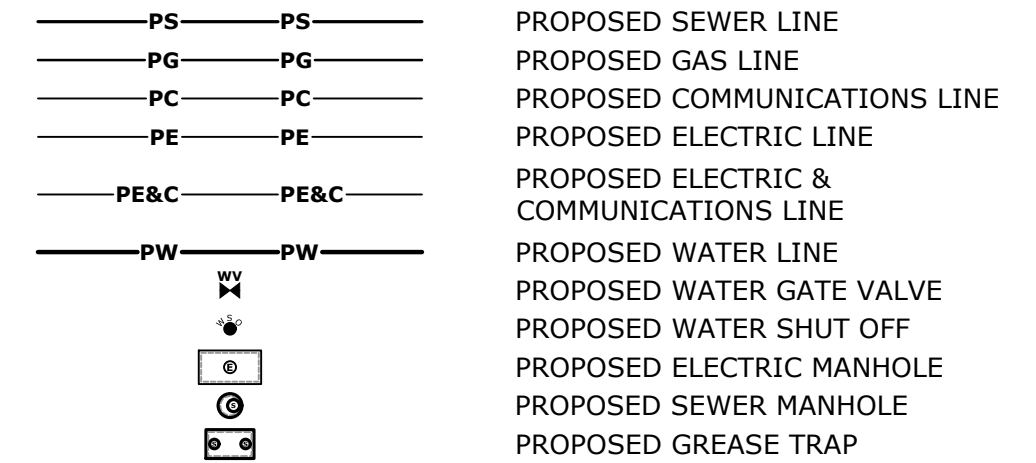 PS PS PROPOSED SEWER LINE
PG PG PROPOSED GAS LINE
PC PC PROPOSED COMMUNICATIONS LINE
PE PE PROPOSED ELECTRIC LINE
PE&C PE&C PROPOSED ELECTRIC &
COMMUNICATIONS LINE
PW PW PROPOSED WATER LINE
WV PROPOSED WATER GATE VALVE
WSO PROPOSED WATER SHUT OFF
E PROPOSED ELECTRIC MANHOLE
S PROPOSED SEWER MANHOLE
S S PROPOSED GREASE TRAP